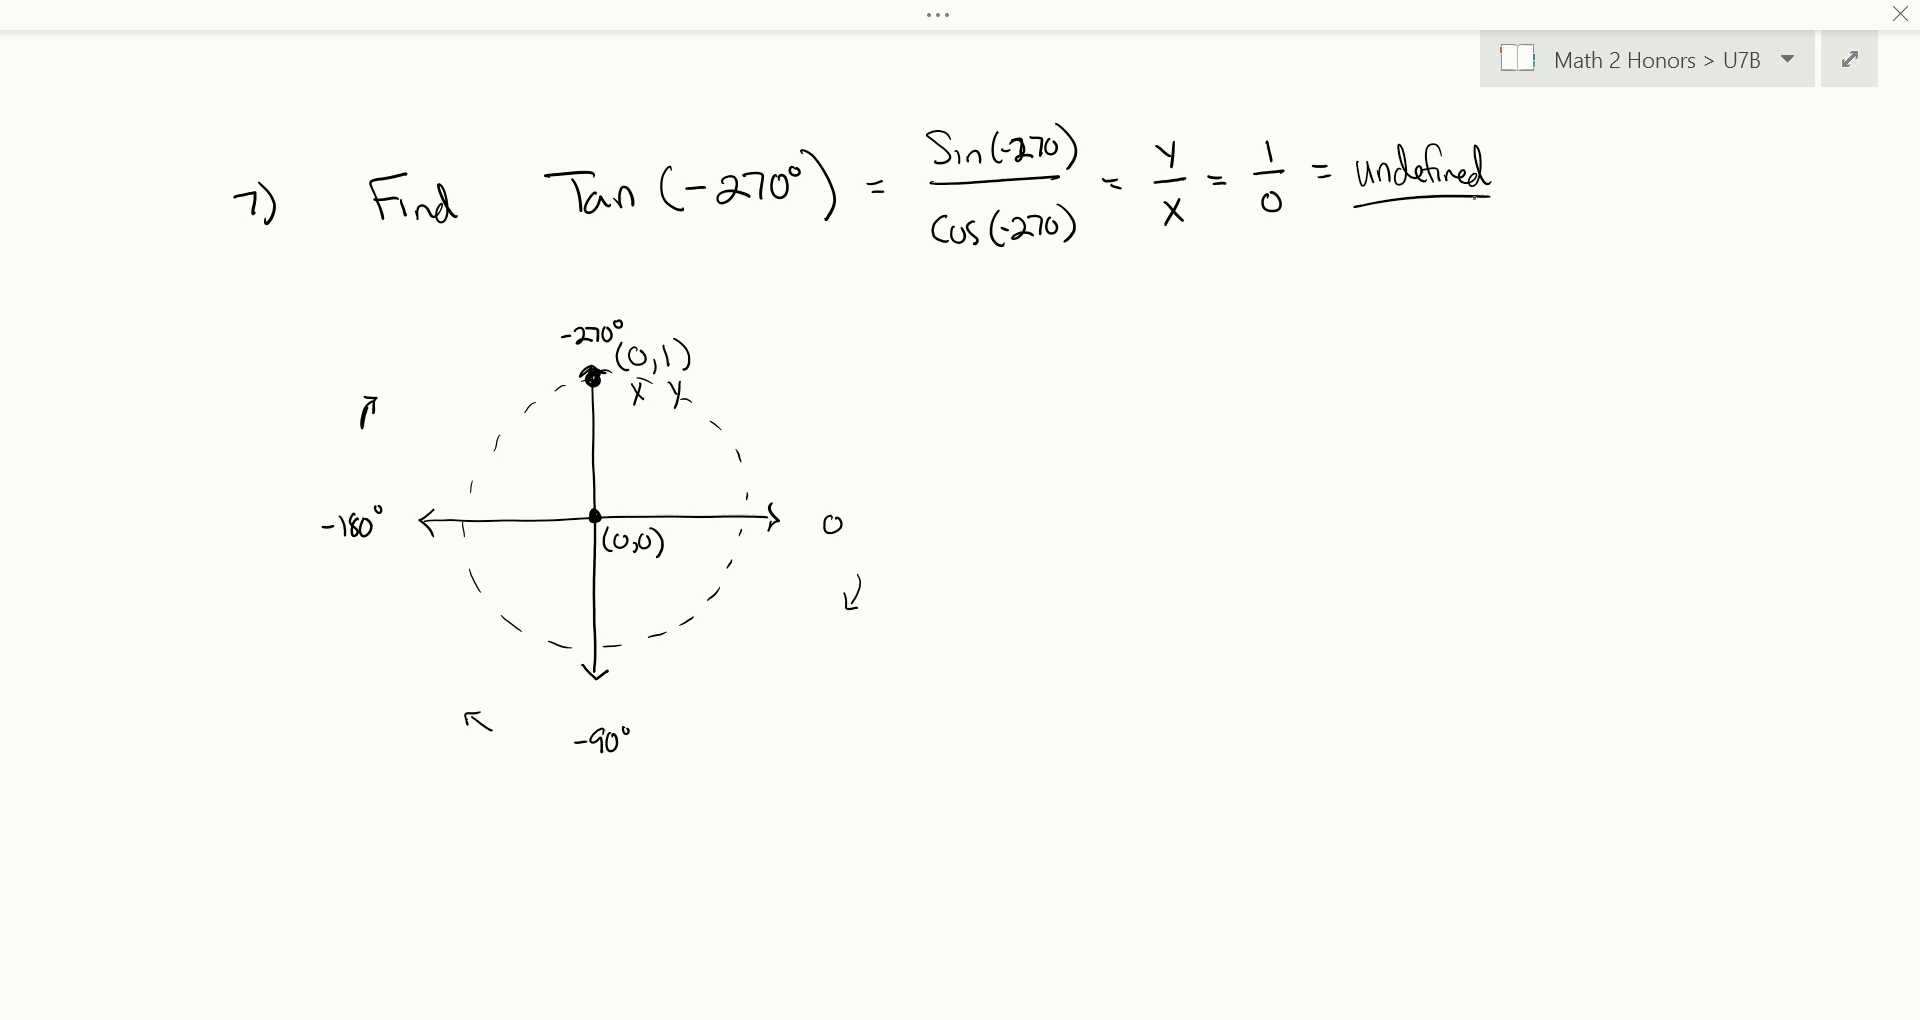 Math 2 Honors > U7B
7) Find Tan (-270°) = Sin(-270) / Cos(-270) = y / x = 1 / 0 = undefined
-270°
(0,1)
x y
-180°
0
(0,0)
-90°